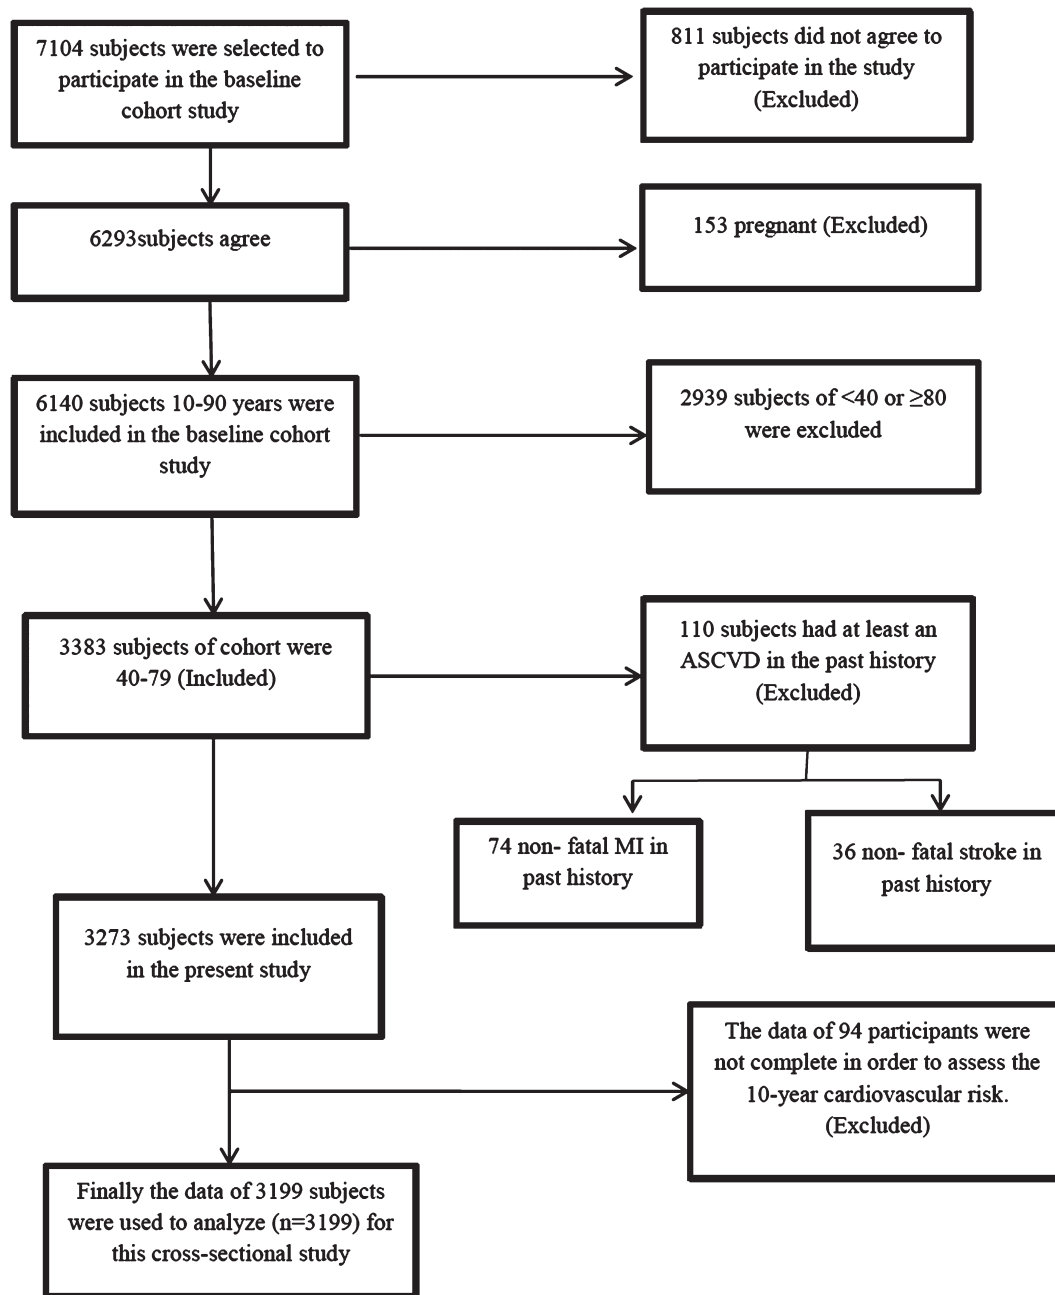 7104 subjects were selected to
participate in the baseline
cohort study
811 subjects did not agree to
participate in the study
(Excluded)
6293subjects agree
153 pregnant (Excluded)
6140 subjects 10-90 years were
included in the baseline cohort
study
2939 subjects of <40 or ≥80
were excluded
3383 subjects of cohort were
40-79 (Included)
110 subjects had at least an
ASCVD in the past history
(Excluded)
74 non- fatal MI in
past history
36 non- fatal stroke in
past history
3273 subjects were included
in the present study
The data of 94 participants were
not complete in order to assess the
10-year cardiovascular risk.
(Excluded)
Finally the data of 3199 subjects
were used to analyze (n=3199) for
this cross-sectional study